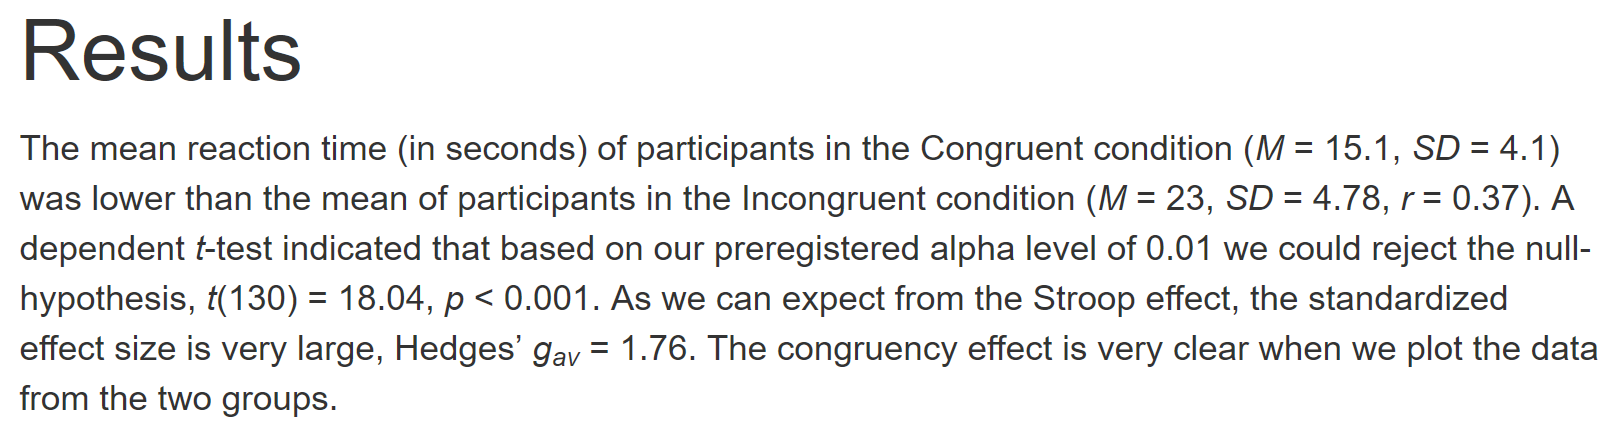 Results
The mean reaction time (in seconds) of participants in the Congruent condition (M = 15.1, SD = 4.1)
was lower than the mean of participants in the Incongruent condition (M = 23, SD = 4.78, r = 0.37). A
dependent t-test indicated that based on our preregistered alpha level of 0.01 we could reject the null-
hypothesis, t(130) = 18.04, p < 0.001. As we can expect from the Stroop effect, the standardized
effect size is very large, Hedges’ gav = 1.76. The congruency effect is very clear when we plot the data
from the two groups.